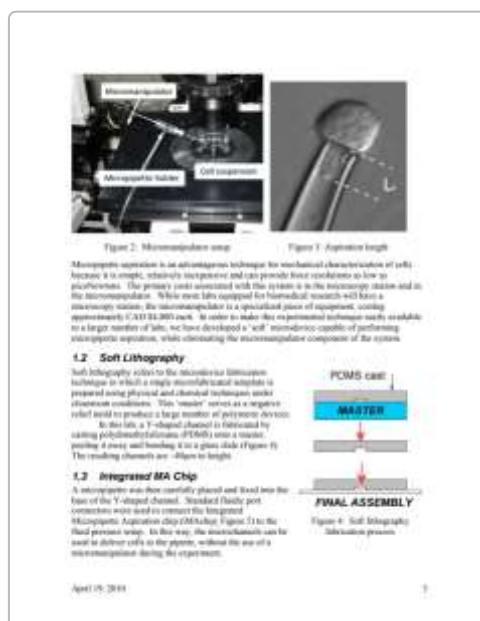 Micromanipulator
Micropipette holder
Cell suspension
L
Figure 2: Micromanipulator setup
Figure 3: Aspiration length
Micropipette aspiration is an advantageous technique for mechanical characterization of cells
because it is simple, relatively inexpensive and can provide force resolutions as low as
picoNewtons. The primary costs associated with this system is in the microscopy station and in
the micromanipulator. While most labs equipped for biomedical research will have a
microscopy station, the micromanipulator is a specialized piece of equipment, costing
approximately CAD each. In order to make this experimental technique easily available
to a larger number of labs, we have developed a 'soft' microdevice capable of performing
micropipette aspiration, while eliminating the micromanipulator component of the system.
1.2 Soft Lithography
Soft lithography refers to the microdevice fabrication
technique in which a single microfabricated template is
prepared using physical and chemical techniques under
cleanroom conditions. This 'master' serves as a negative
relief mold to produce a large number of polymeric devices.
In this lab, a Y-shaped channel is fabricated by
casting polydimethylsiloxane (PDMS) onto a master,
peeling it away and bonding it to a glass slide (Figure 4).
The resulting channels are in height.
1.3 Integrated MA Chip
A micropipette was then carefully placed and fixed into the
base of the Y-shaped channel. Standard fluidic port
connectors were used to connect the Integrated
Micropipette Aspiration chip (Figure 5) to the
fluid pressure setup. In this way, the microchannels can be
used to deliver cells to the pipette, without the use of a
micromanipulator during the experiment.
PDMS cast
MASTER
FINAL ASSEMBLY
Figure 4: Soft lithography
fabrication process
April 19, 2010